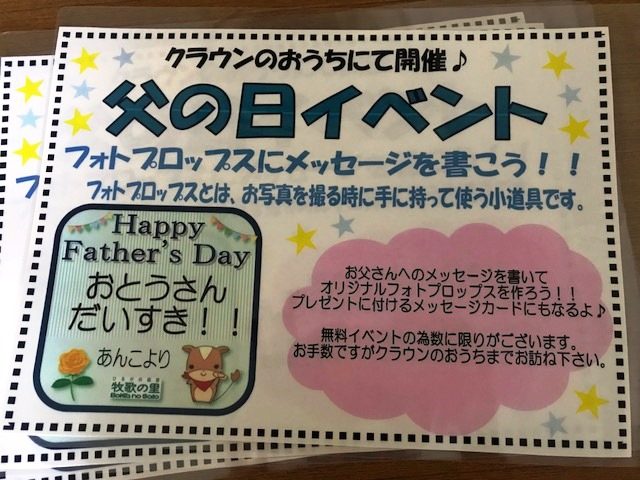 クラウンのおうちにて開催♪
父の日イベント
フォトプロップスにメッセージを書こう！！
フォトプロップスとは、お写真を撮る時に手に持って使う小道具です。
Happy
Father's Day
おとうさん
だいすき！！
あんこより
牧歌の里
Bokka no Sato
お父さんへのメッセージを書いて
オリジナルフォトプロップスを作ろう！！
プレゼントに付けるメッセージカードにもなるよ♪
無料イベントの為数に限りがございます。
お手数ですがクラウンのおうちまでお訪ね下さい。